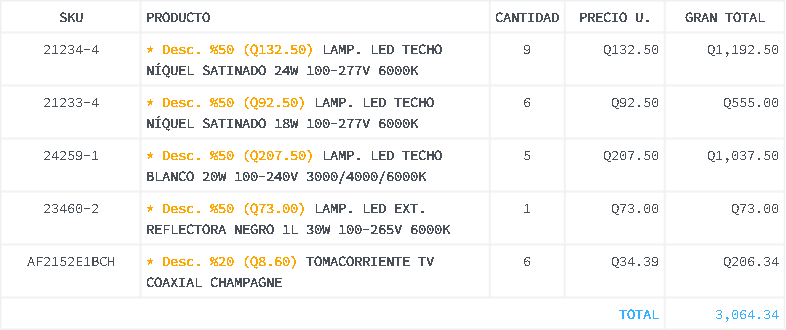 SKU PRODUCTO CANTIDAD PRECIO U. GRAN TOTAL
21234-4 ★ Desc. %50 (Q132.50) LAMP. LED TECHO 9 Q132.50 Q1,192.50
NÍQUEL SATINADO 24W 100-277V 6000K
21233-4 ★ Desc. %50 (Q92.50) LAMP. LED TECHO 6 Q92.50 Q555.00
NÍQUEL SATINADO 18W 100-277V 6000K
24259-1 ★ Desc. %50 (Q207.50) LAMP. LED TECHO 5 Q207.50 Q1,037.50
BLANCO 20W 100-240V 3000/4000/6000K
23460-2 ★ Desc. %50 (Q73.00) LAMP. LED EXT. 1 Q73.00 Q73.00
REFLECTORA NEGRO 1L 30W 100-265V 6000K
AF2152E1BCH ★ Desc. %20 (Q8.60) TOMACORRIENTE TV 6 Q34.39 Q206.34
COAXIAL CHAMPAGNE
TOTAL 3,064.34